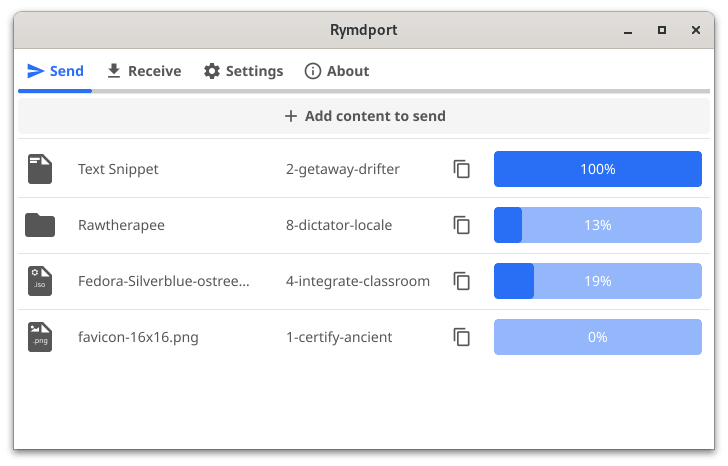 Rymdport
Send Receive Settings About
Add content to send
Text Snippet 2-getaway-drifter 100%
Rawtherapee 8-dictator-locale 13%
.iso Fedora-Silverblue-ostree... 4-integrate-classroom 19%
.png favicon-16x16.png 1-certify-ancient 0%